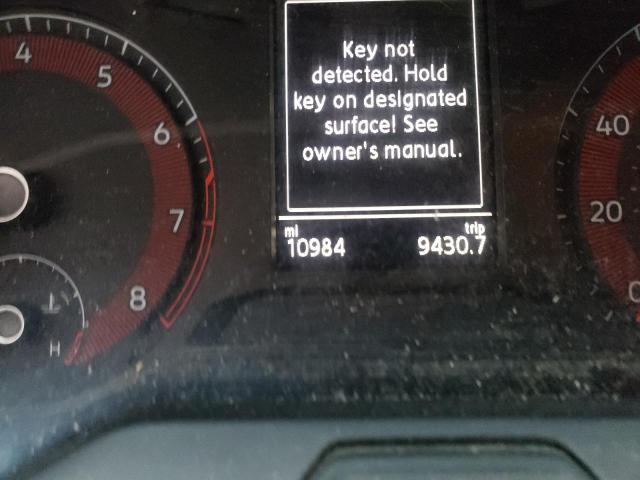 Key not
detected. Hold
key on designated
surface! See
owner's manual.
mi trip
10984 9430.7
4
5
6
7
8
H
40
20
0